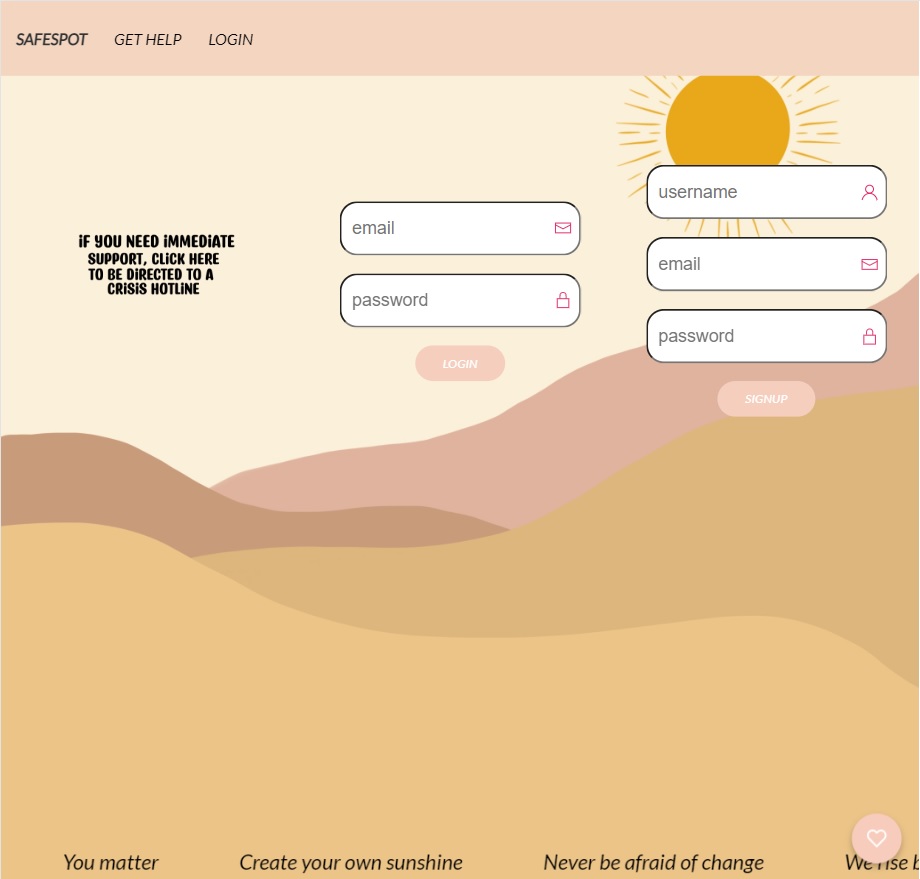 SAFESPOT GET HELP LOGIN
iF YOU NEED iMMEDiATE
SUPPORT, CLiCK HERE
TO BE DiRECTED TO A
CRiSiS HOTLiNE
email
password
LOGIN
username
email
password
SIGNUP
You matter Create your own sunshine Never be afraid of change We rise b